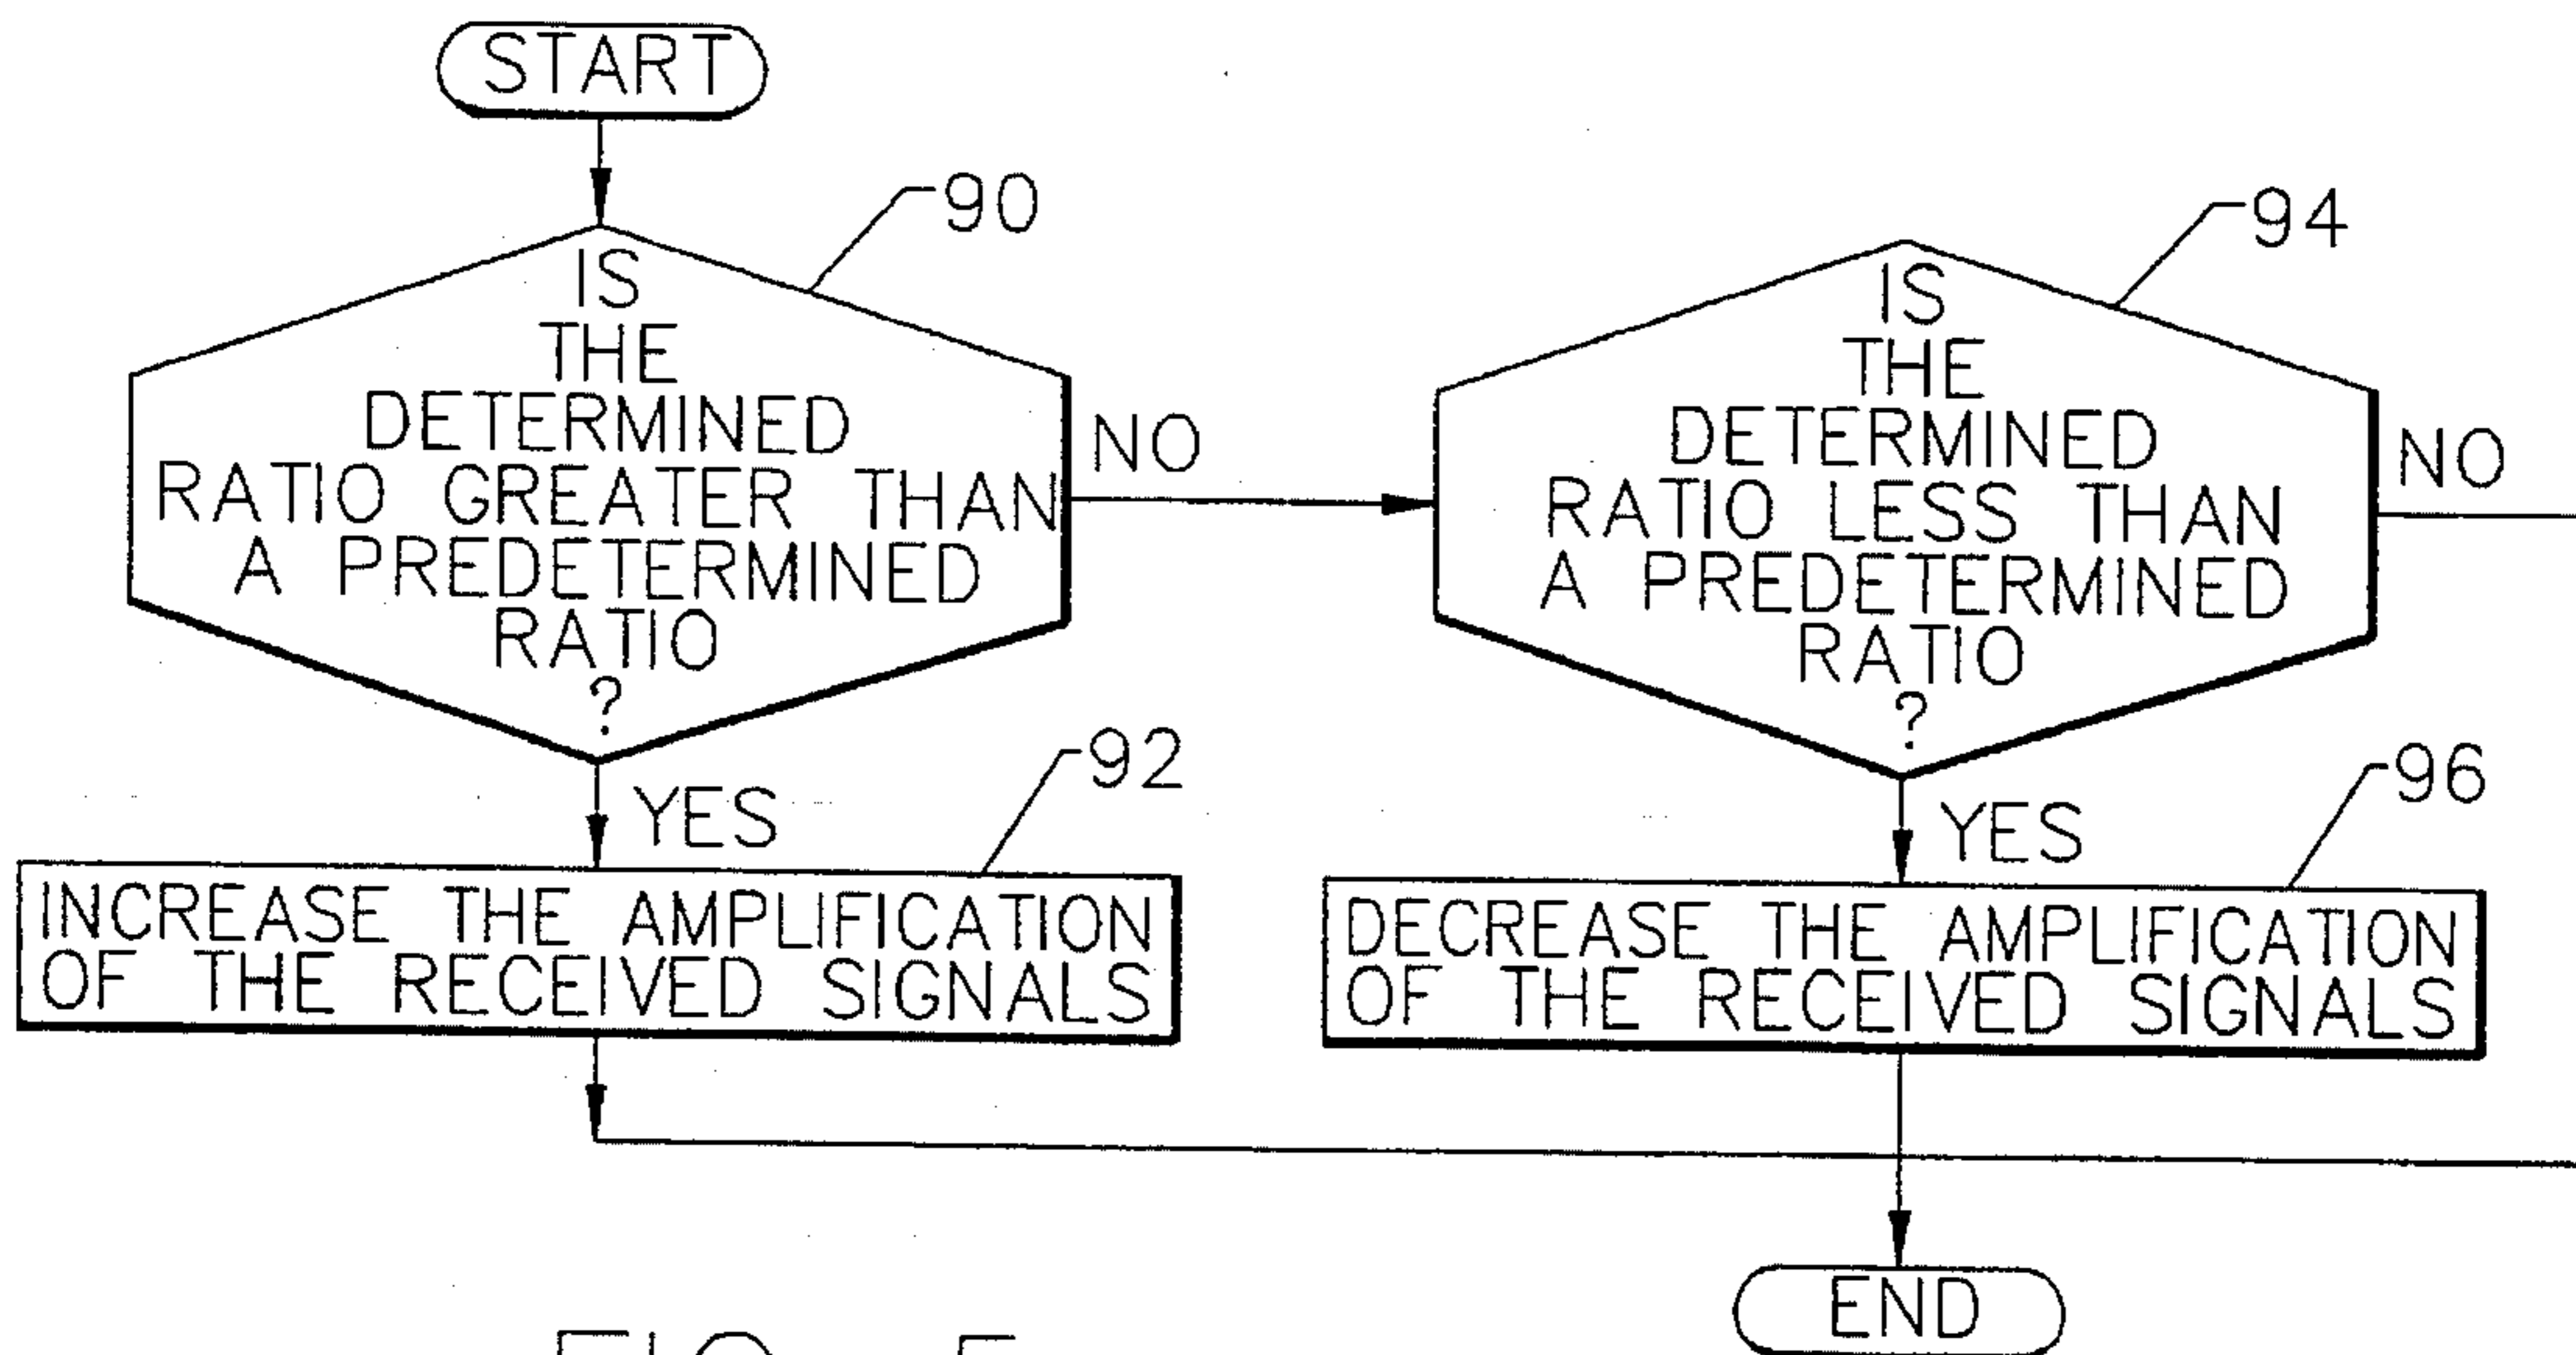 START
90
IS
THE
DETERMINED
RATIO GREATER THAN
A PREDETERMINED
RATIO
?
NO
94
IS
THE
DETERMINED
RATIO LESS THAN
A PREDETERMINED
RATIO
?
NO
YES
92
INCREASE THE AMPLIFICATION
OF THE RECEIVED SIGNALS
YES
96
DECREASE THE AMPLIFICATION
OF THE RECEIVED SIGNALS
END